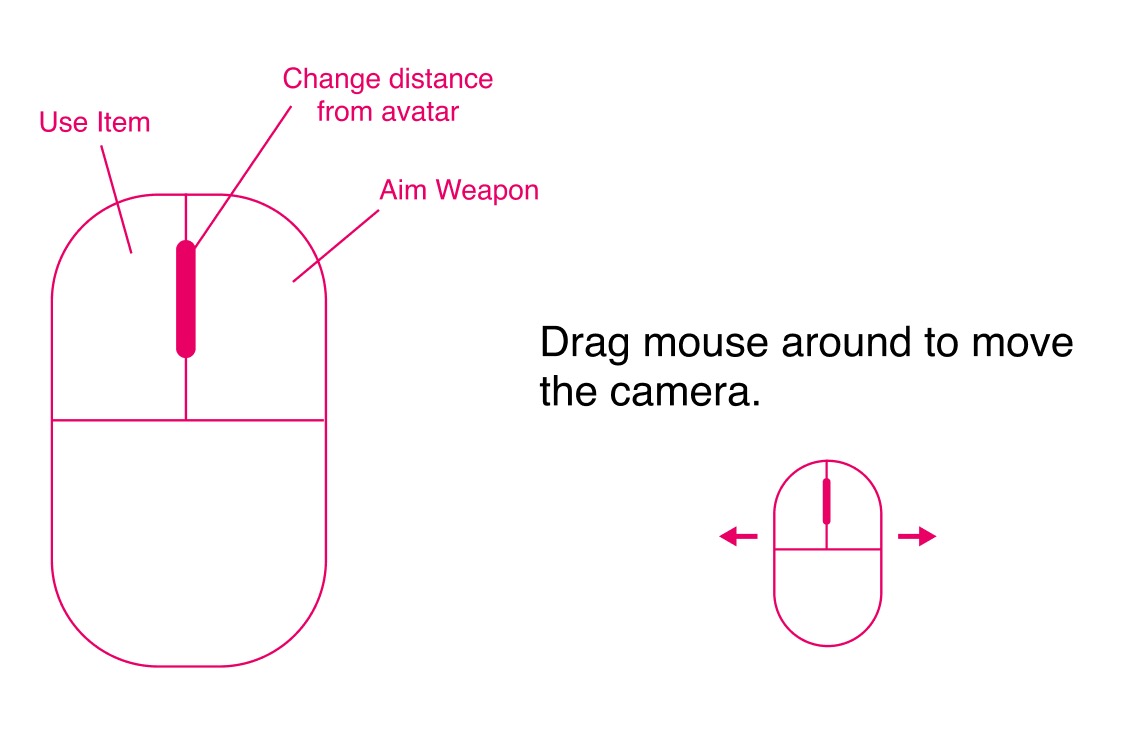 Change distance
from avatar
Use Item
Aim Weapon
Drag mouse around to move
the camera.